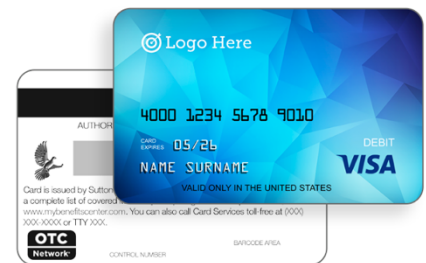 Logo Here
4000 1234 5678 9010
CARD
EXPIRES 05/26
DEBIT
NAME SURNAME
VISA
VALID ONLY IN THE UNITED STATES
AUTHOR
Card is issued by Sutton
a complete list of covered
www.mybenefitscenter.com. You can also call Card Services toll-free at (XXX)
XXX-XXXX or TTY XXX.
OTC
Network
CONTROL NUMBER
BARCODE AREA